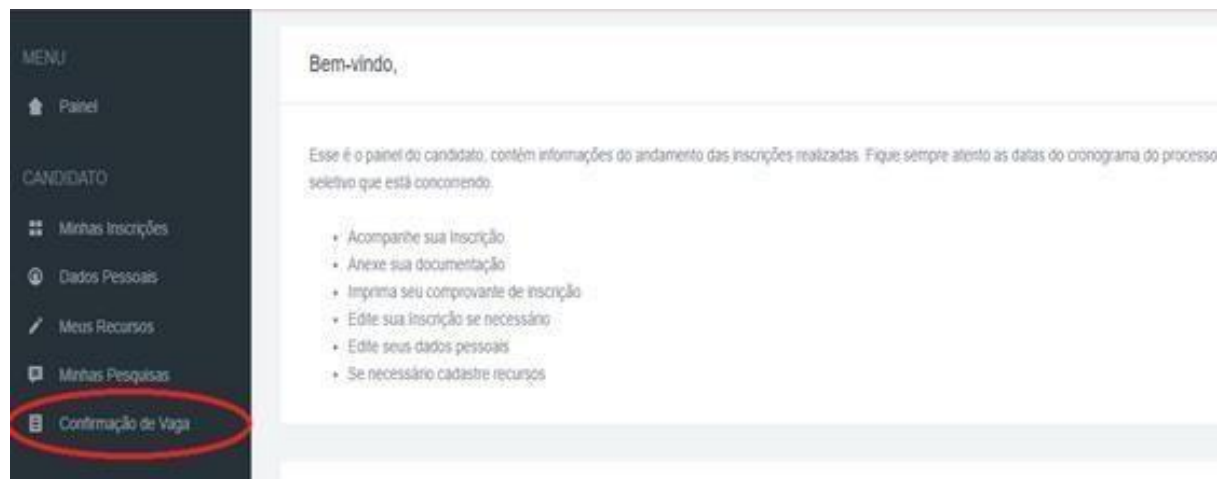 MENU
Painel
CANDIDATO
Minhas Inscrições
Dados Pessoais
Meus Recursos
Minhas Pesquisas
Confirmação de Vaga
Bem-vindo,
Esse é o painel do candidato, contém informações do andamento das inscrições realizadas. Fique sempre atento as datas do cronograma do processo
seletivo que está concorrendo.
Acompanhe sua Inscrição
Anexe sua documentação
Imprima seu comprovante de inscrição
Edite sua Inscrição se necessário
Edite seus dados pessoais
Se necessário cadastre recursos